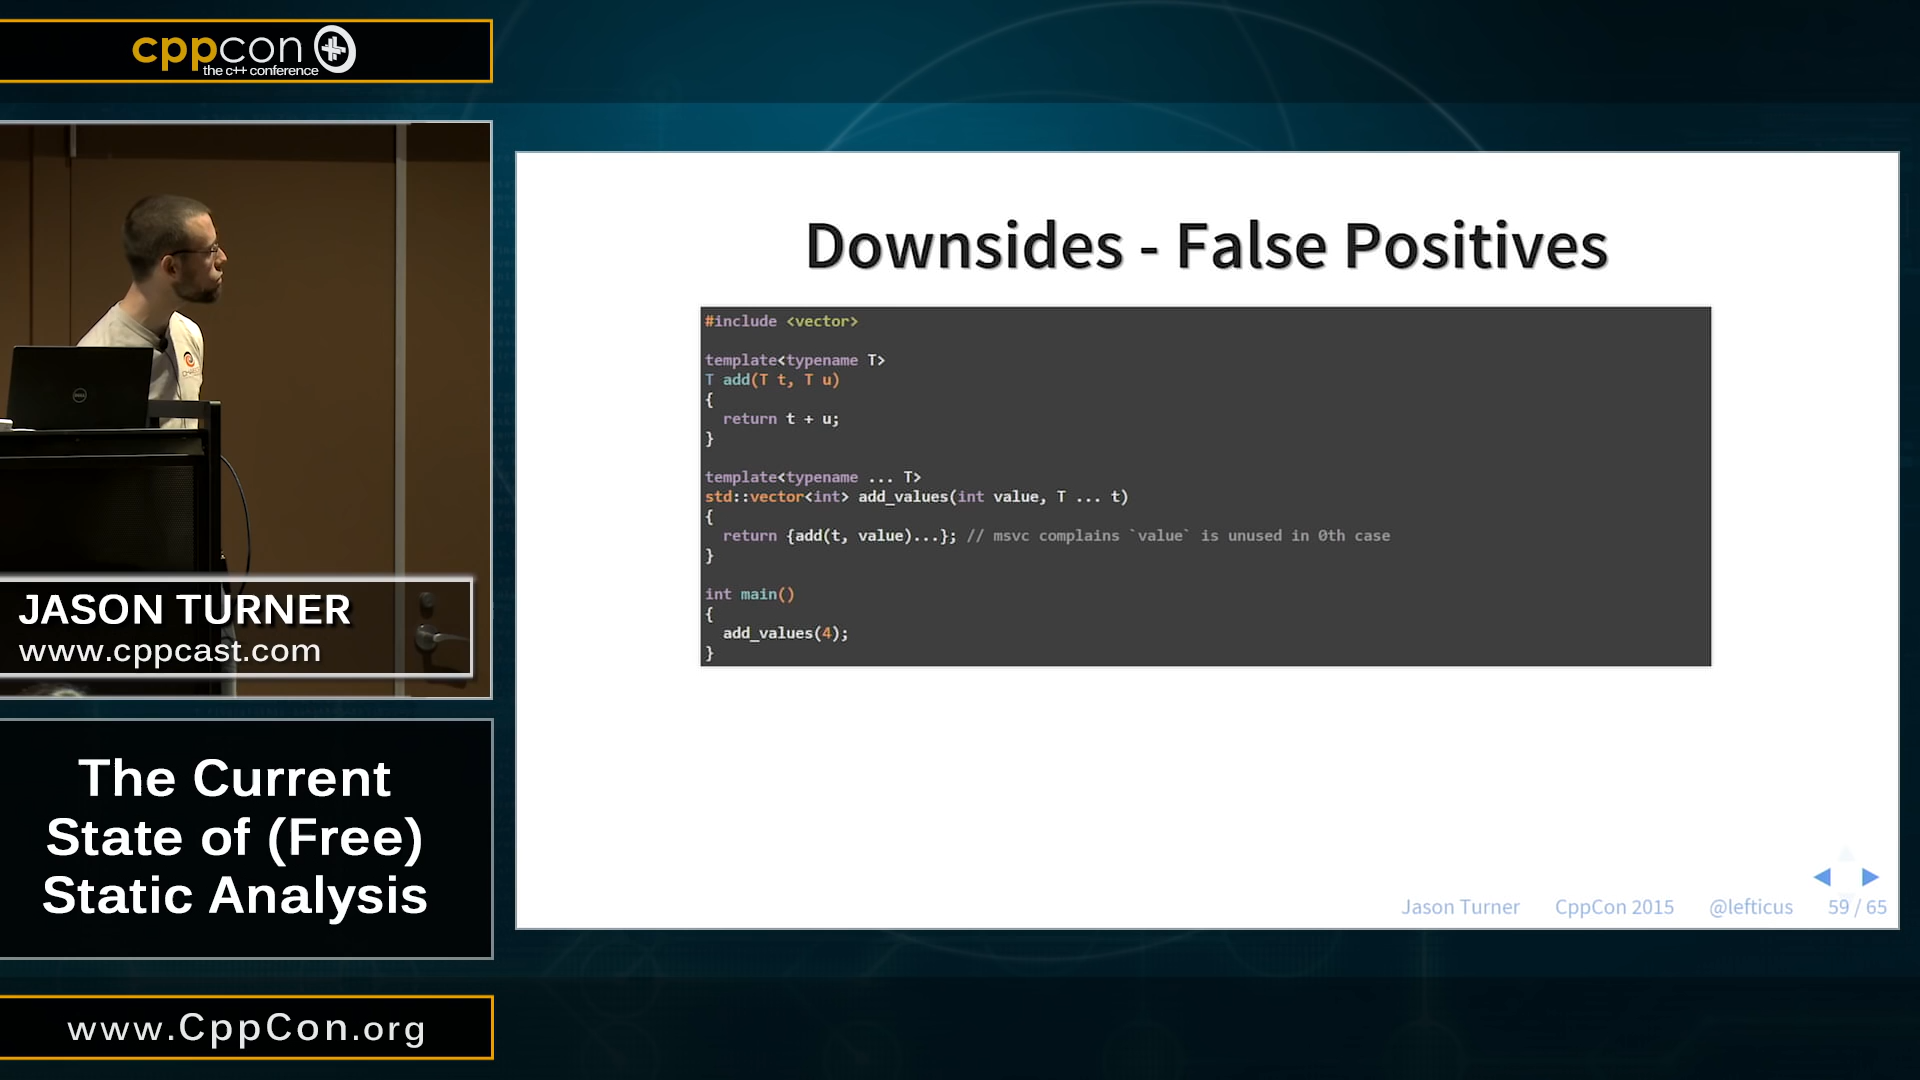 cppcon
the c++ conference
JASON TURNER
www.cppcast.com
The Current
State of (Free)
Static Analysis
www.CppCon.org
Downsides - False Positives
#include <vector>
template<typename T>
T add(T t, T u)
{
  return t + u;
}
template<typename ... T>
std::vector<int> add_values(int value, T ... t)
{
  return {add(t, value)...}; // msvc complains `value` is unused in 0th case
}
int main()
{
  add_values(4);
}
Jason Turner CppCon 2015 @lefticus 59 / 65